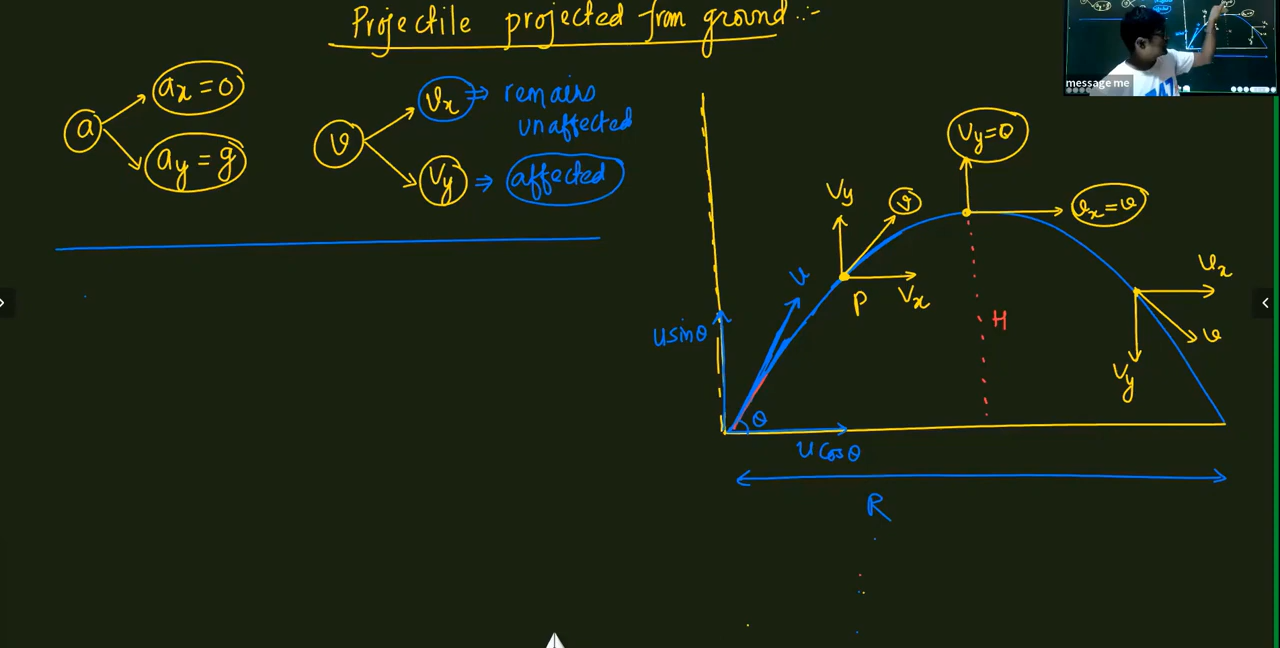 Projectile projected from ground :-
a
ax = 0
ay = g
v
vx ⇒ remains
unaffected
Vy ⇒ affected
message me
Vy = 0
Vy
v
vx = v
P
Vx
u
usinθ
θ
ucosθ
H
vx
v
Vy
R